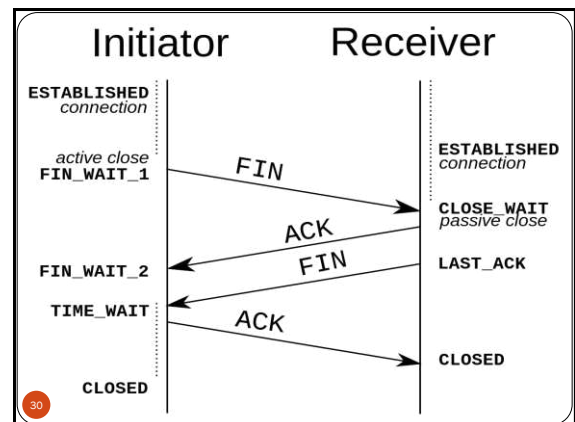 Initiator
Receiver
ESTABLISHED
connection
active close
FIN_WAIT_1
FIN
ESTABLISHED
connection
CLOSE_WAIT
passive close
ACK
FIN
FIN_WAIT_2
LAST_ACK
TIME_WAIT
ACK
CLOSED
CLOSED
30